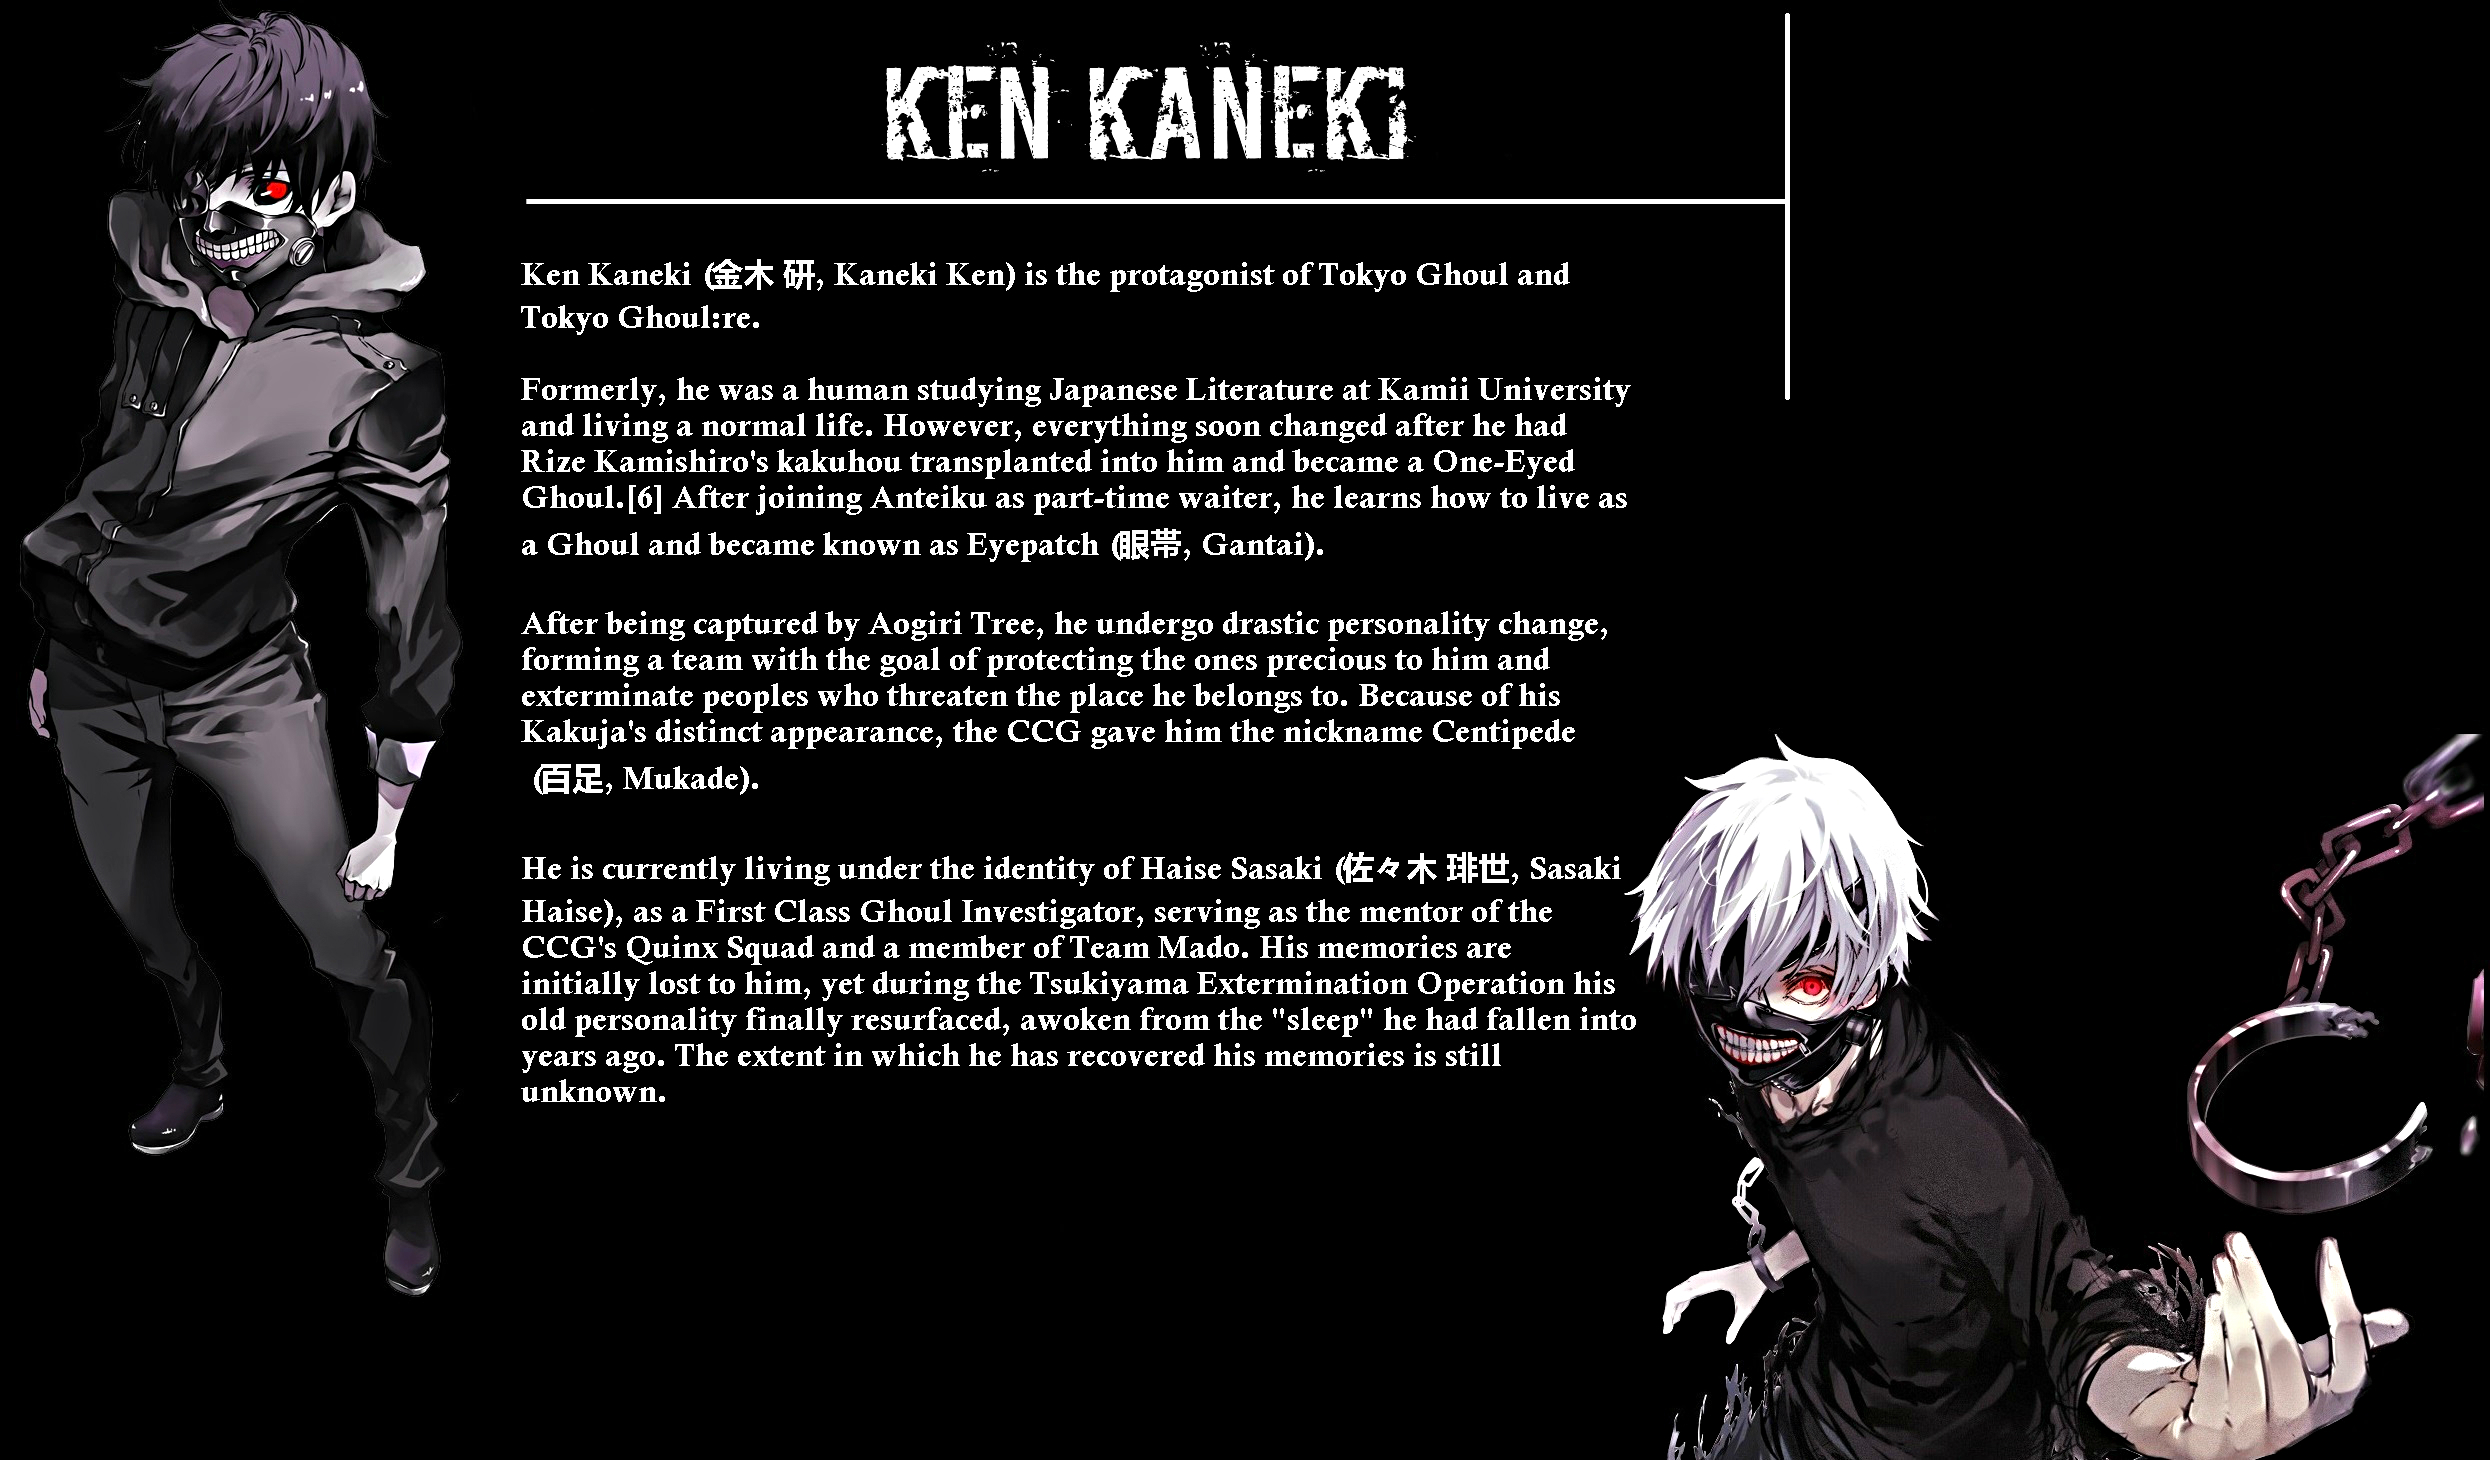 KEN KANEKI
Ken Kaneki (金木 研, Kaneki Ken) is the protagonist of Tokyo Ghoul and
Tokyo Ghoul:re.
Formerly, he was a human studying Japanese Literature at Kamii University
and living a normal life. However, everything soon changed after he had
Rize Kamishiro's kakuhou transplanted into him and became a One-Eyed
Ghoul.[6] After joining Anteiku as part-time waiter, he learns how to live as
a Ghoul and became known as Eyepatch (眼帯, Gantai).
After being captured by Aogiri Tree, he undergo drastic personality change,
forming a team with the goal of protecting the ones precious to him and
exterminate peoples who threaten the place he belongs to. Because of his
Kakuja's distinct appearance, the CCG gave him the nickname Centipede
(百足, Mukade).
He is currently living under the identity of Haise Sasaki (佐々木 琲世, Sasaki
Haise), as a First Class Ghoul Investigator, serving as the mentor of the
CCG's Quinx Squad and a member of Team Mado. His memories are
initially lost to him, yet during the Tsukiyama Extermination Operation his
old personality finally resurfaced, awoken from the "sleep" he had fallen into
years ago. The extent in which he has recovered his memories is still
unknown.